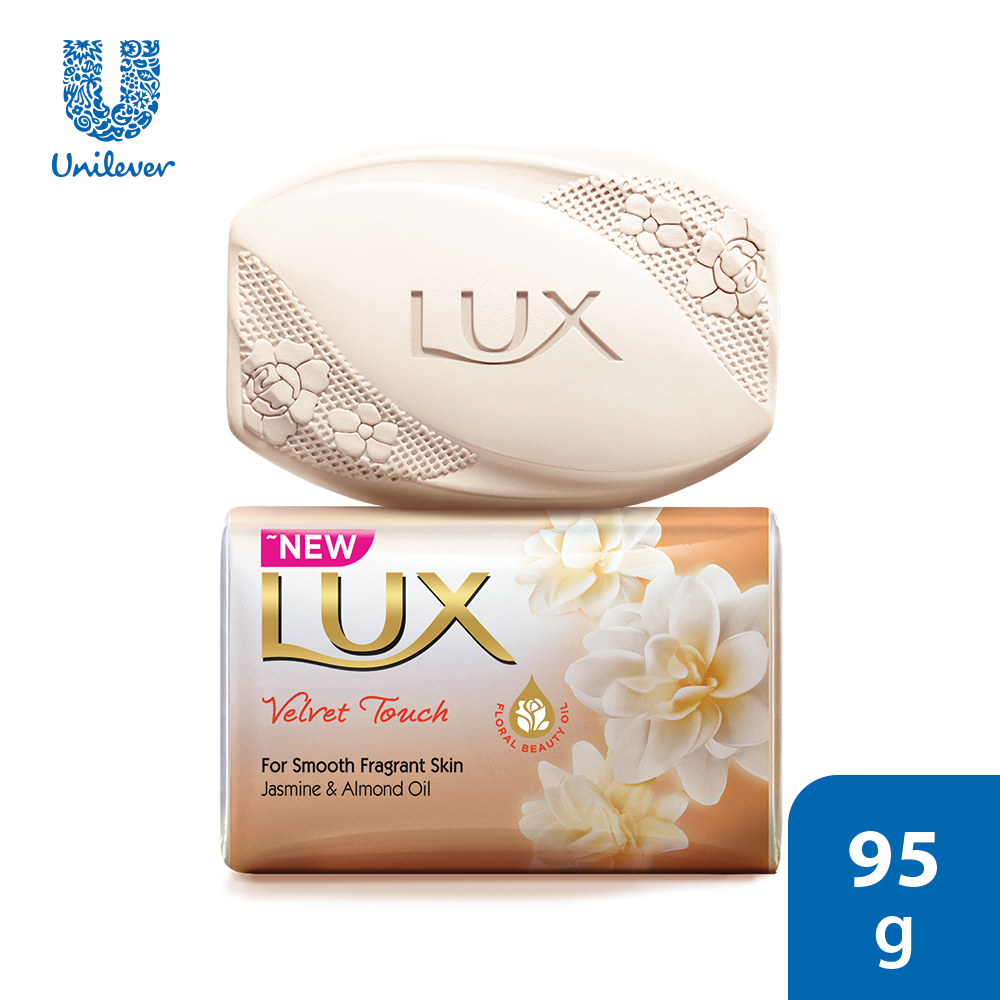 Unilever
LUX
~NEW
LUX
Velvet Touch
FLORAL BEAUTY OIL
For Smooth Fragrant Skin
Jasmine & Almond Oil
95
g